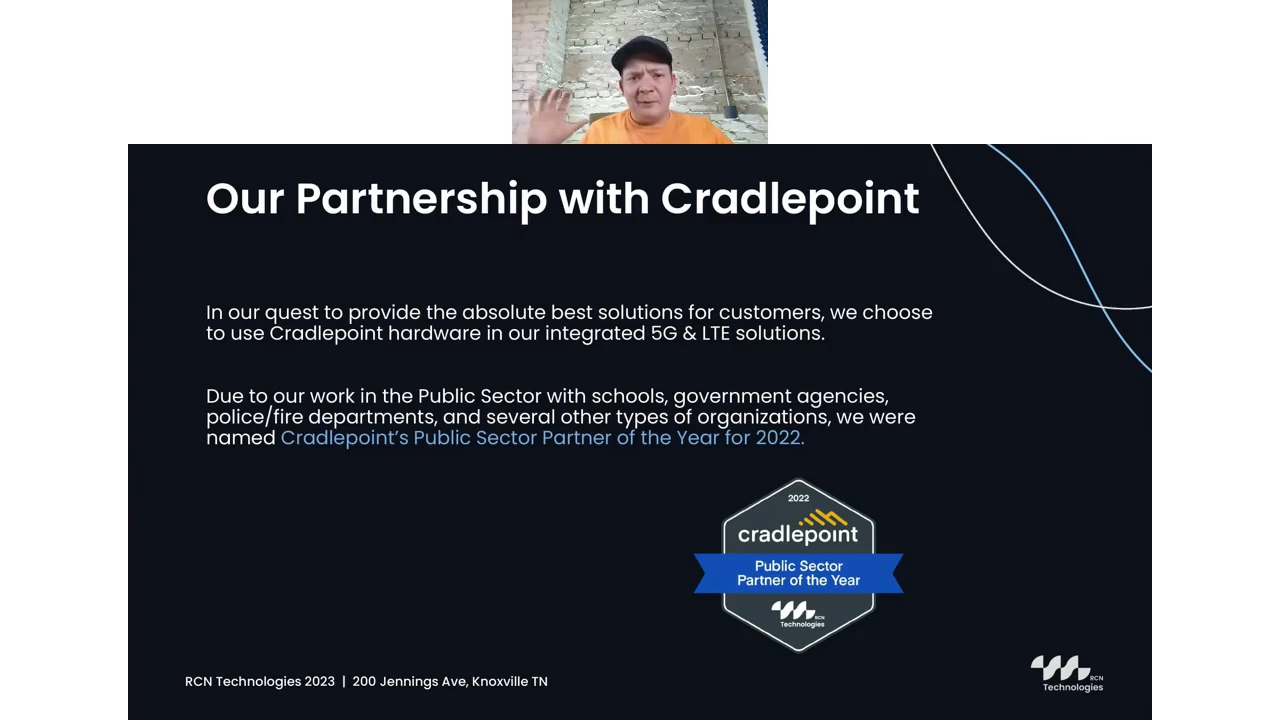 Our Partnership with Cradlepoint
In our quest to provide the absolute best solutions for customers, we choose
to use Cradlepoint hardware in our integrated 5G & LTE solutions.
Due to our work in the Public Sector with schools, government agencies,
police/fire departments, and several other types of organizations, we were
named Cradlepoint’s Public Sector Partner of the Year for 2022.
2022
cradlepoint
Public Sector
Partner of the Year
RCN
Technologies
RCN Technologies 2023 | 200 Jennings Ave, Knoxville TN
RCN
Technologies